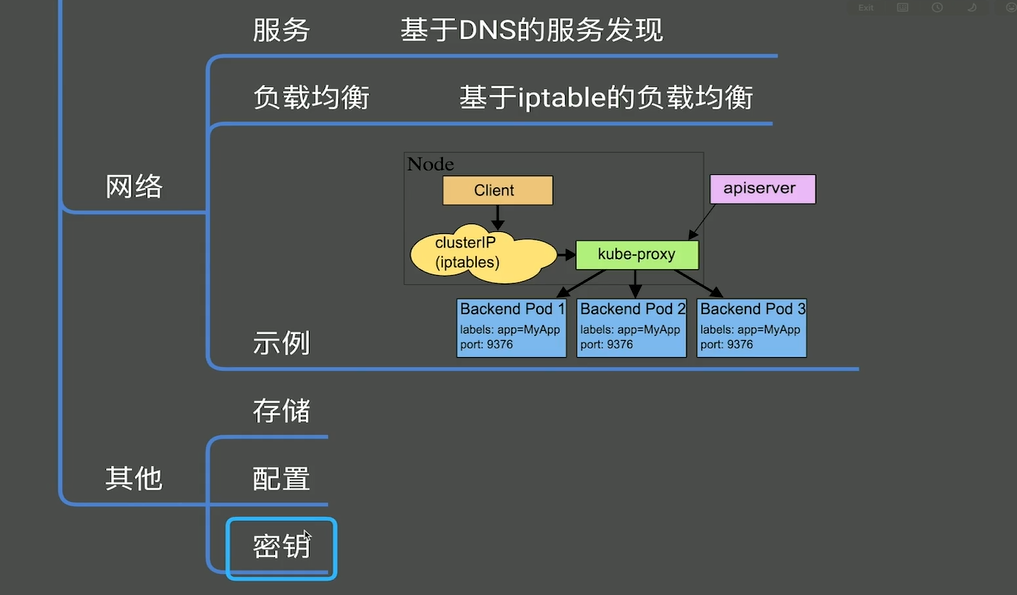 Exit
服务 基于DNS的服务发现
负载均衡 基于iptable的负载均衡
网络
Node
Client
apiserver
clusterIP
(iptables)
kube-proxy
Backend Pod 1
labels: app=MyApp
port: 9376
Backend Pod 2
labels: app=MyApp
port: 9376
Backend Pod 3
labels: app=MyApp
port: 9376
示例
存储
其他
配置
密钥